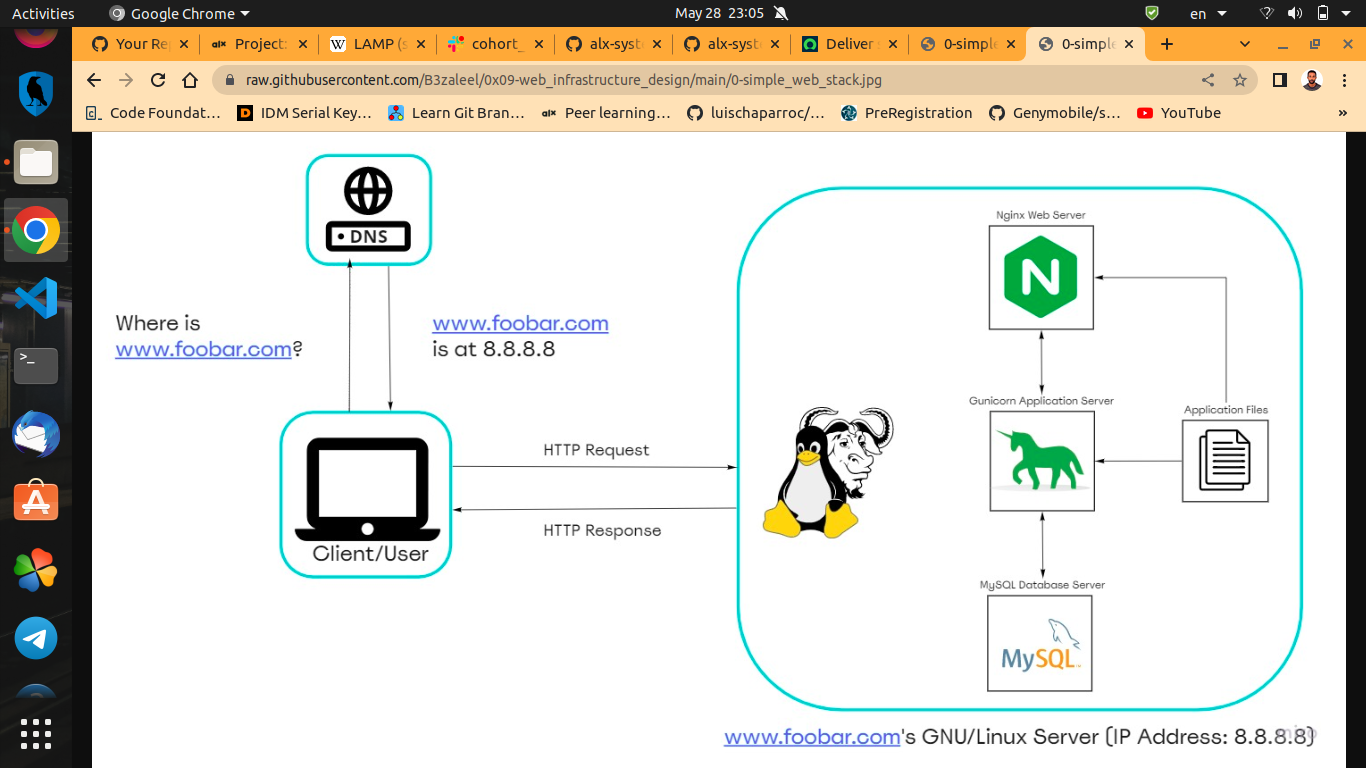 Activities
Google Chrome
May 28 23:05
en
Your Re
Project:
LAMP (s
cohort_
alx-syst
alx-syst
Deliver
0-simple
0-simple
raw.githubusercontent.com/B3zaleel/0x09-web_infrastructure_design/main/0-simple_web_stack.jpg
Code Foundat…
IDM Serial Key…
Learn Git Bran…
Peer learning…
luischaparroc/…
PreRegistration
Genymobile/s…
YouTube
»
DNS
Where is
www.foobar.com?
www.foobar.com
is at 8.8.8.8
Client/User
HTTP Request
HTTP Response
Nginx Web Server
N
Gunicorn Application Server
Application Files
MySQL Database Server
MySQL
www.foobar.com's GNU/Linux Server (IP Address: 8.8.8.8)
miro